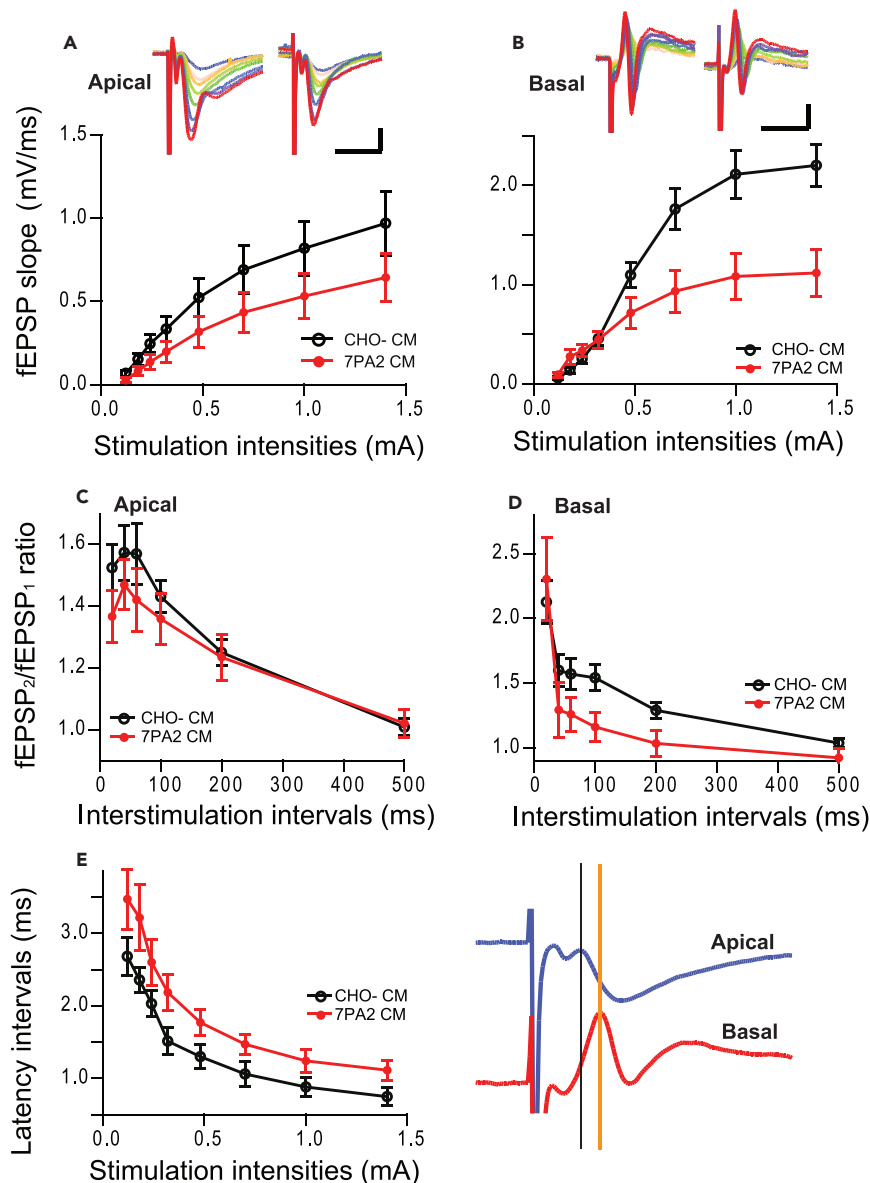 A
Apical
1.5
1.0
0.5
0.0
fEPSP slope (mV/ms)
CHO- CM
7PA2 CM
0.0 0.5 1.0 1.5
Stimulation intensities (mA)
B
Basal
2.0
1.0
0.0
CHO- CM
7PA2 CM
0.0 0.5 1.0 1.5
Stimulation intensities (mA)
C
Apical
1.6
1.4
1.2
1.0
fEPSP2/fEPSP1 ratio
CHO- CM
7PA2 CM
0 100 200 300 400 500
Interstimulation intervals (ms)
D
Basal
2.5
2.0
1.5
1.0
CHO- CM
7PA2 CM
0 100 200 300 400 500
Interstimulation intervals (ms)
E
3.0
2.0
1.0
Latency intervals (ms)
CHO- CM
7PA2 CM
0.0 0.5 1.0 1.5
Stimulation intensities (mA)
Apical
Basal